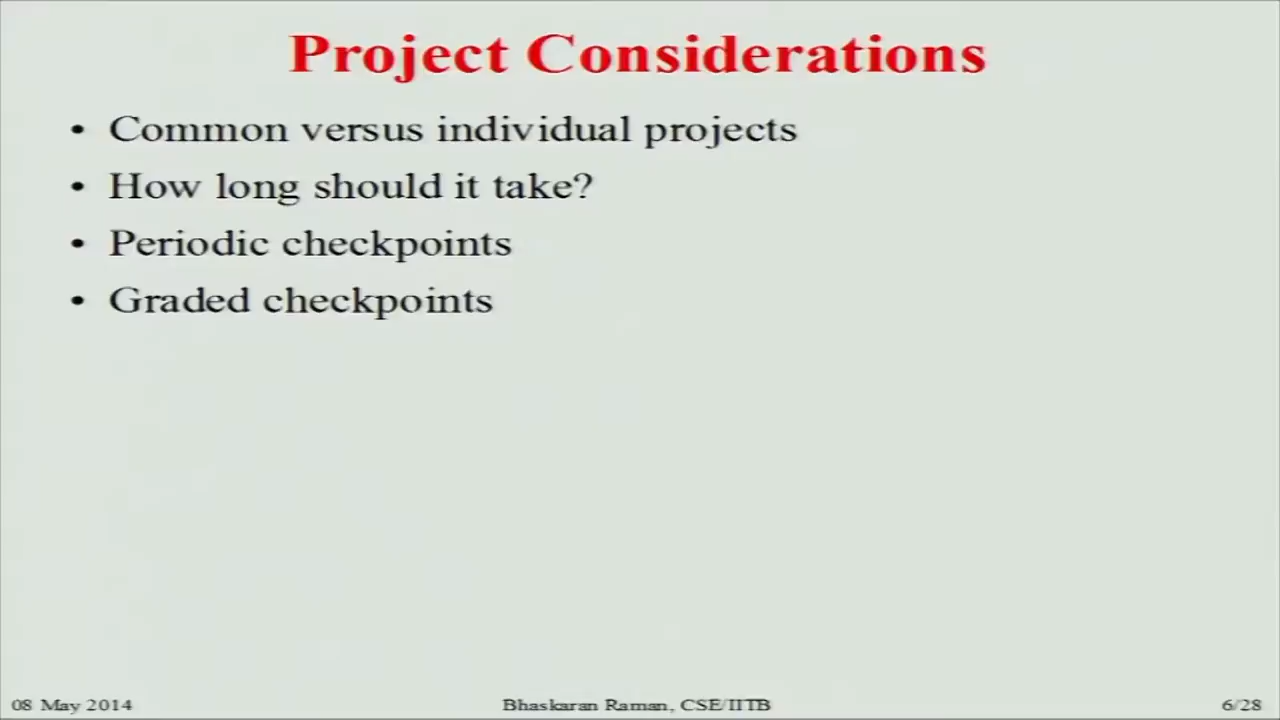 Project Considerations
• Common versus individual projects
• How long should it take?
• Periodic checkpoints
• Graded checkpoints
08 May 2014
Bhaskaran Raman, CSE/IITB
6/28